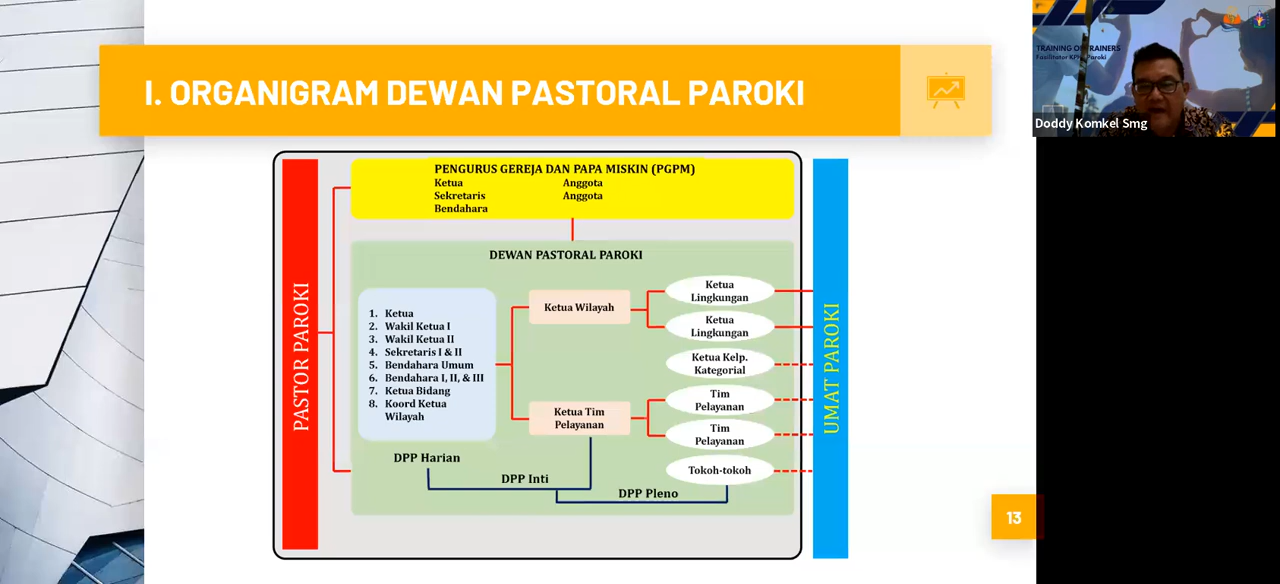 I. ORGANIGRAM DEWAN PASTORAL PAROKI
TRAINING OF TRAINERS
Fasilitator KPP Paroki
Doddy Komkel Smg
PASTOR PAROKI
PENGURUS GEREJA DAN PAPA MISKIN (PGPM)
Ketua
Sekretaris
Bendahara
Anggota
Anggota
DEWAN PASTORAL PAROKI
1. Ketua
2. Wakil Ketua I
3. Wakil Ketua II
4. Sekretaris I & II
5. Bendahara Umum
6. Bendahara I, II, & III
7. Ketua Bidang
8. Koord Ketua
Wilayah
Ketua Wilayah
Ketua Tim
Pelayanan
Ketua
Lingkungan
Ketua
Lingkungan
Ketua Kelp.
Kategorial
Tim
Pelayanan
Tim
Pelayanan
Tokoh-tokoh
DPP Harian
DPP Inti
DPP Pleno
UMAT PAROKI
13